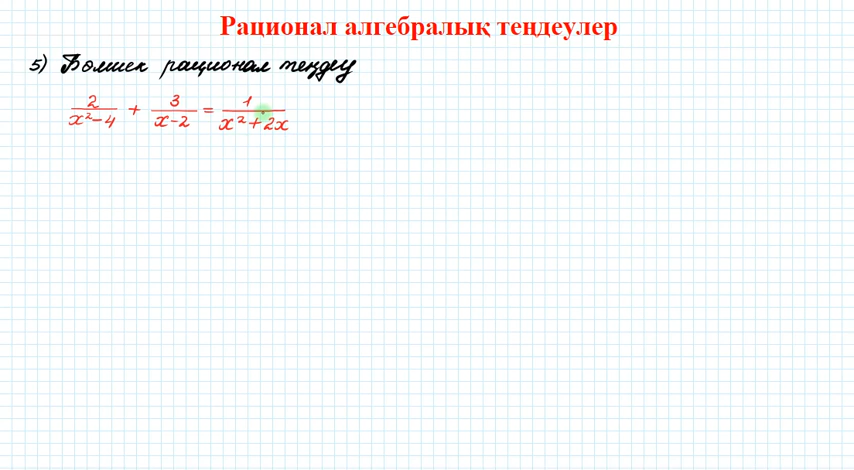 Рационал алгебралық теңдеулер
5) Бөлшек рационал теңдеу
2/(x²-4) + 3/(x-2) = 1/(x²+2x)